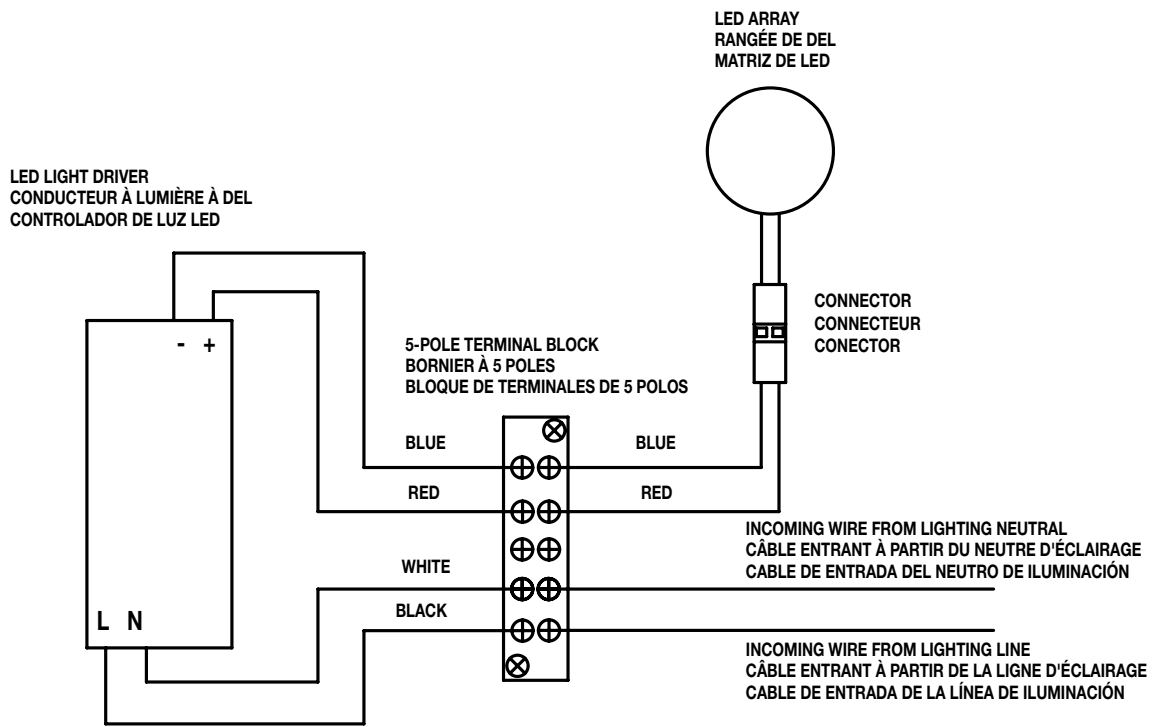 LED ARRAY
RANGÉE DE DEL
MATRIZ DE LED
LED LIGHT DRIVER
CONDUCTEUR À LUMIÈRE À DEL
CONTROLADOR DE LUZ LED
CONNECTOR
CONNECTEUR
CONECTOR
- +
5-POLE TERMINAL BLOCK
BORNIER À 5 POLES
BLOQUE DE TERMINALES DE 5 POLOS
BLUE
BLUE
RED
RED
INCOMING WIRE FROM LIGHTING NEUTRAL
CÂBLE ENTRANT À PARTIR DU NEUTRE D'ÉCLAIRAGE
CABLE DE ENTRADA DEL NEUTRO DE ILUMINACIÓN
WHITE
BLACK
L N
INCOMING WIRE FROM LIGHTING LINE
CÂBLE ENTRANT À PARTIR DE LA LIGNE D'ÉCLAIRAGE
CABLE DE ENTRADA DE LA LÍNEA DE ILUMINACIÓN